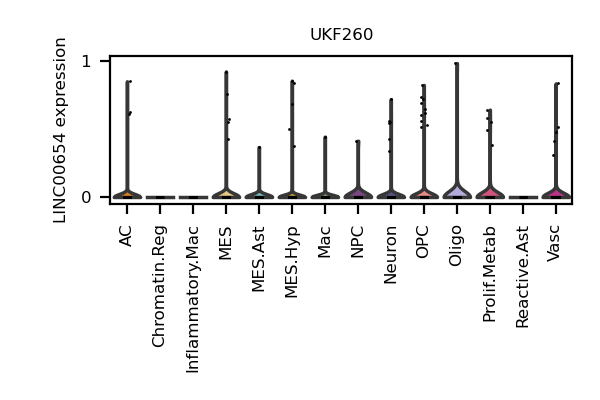 UKF260
LINC00654 expression
1
0
AC
Chromatin.Reg
Inflammatory.Mac
MES
MES.Ast
MES.Hyp
Mac
NPC
Neuron
OPC
Oligo
Prolif.Metab
Reactive.Ast
Vasc